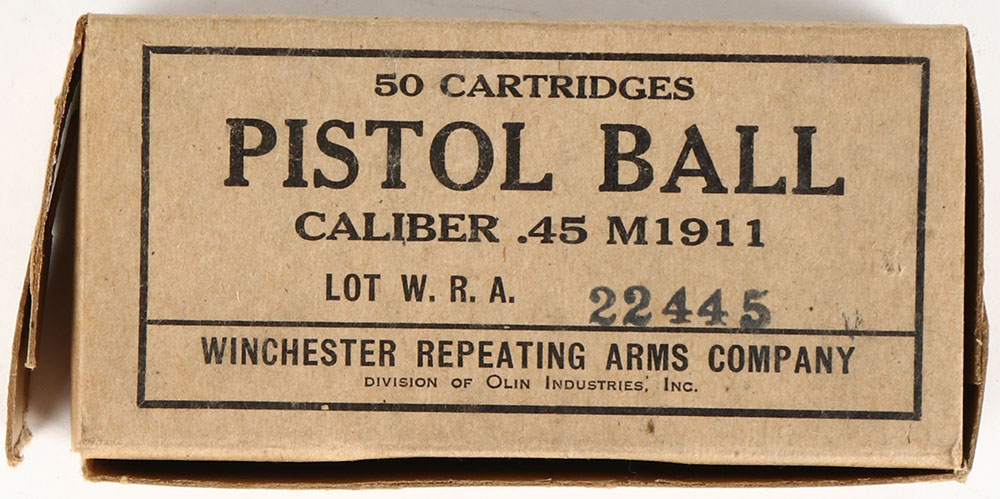 50 CARTRIDGES
PISTOL BALL
CALIBER .45 M1911
LOT W. R. A. 22445
WINCHESTER REPEATING ARMS COMPANY
DIVISION OF OLIN INDUSTRIES, INC.